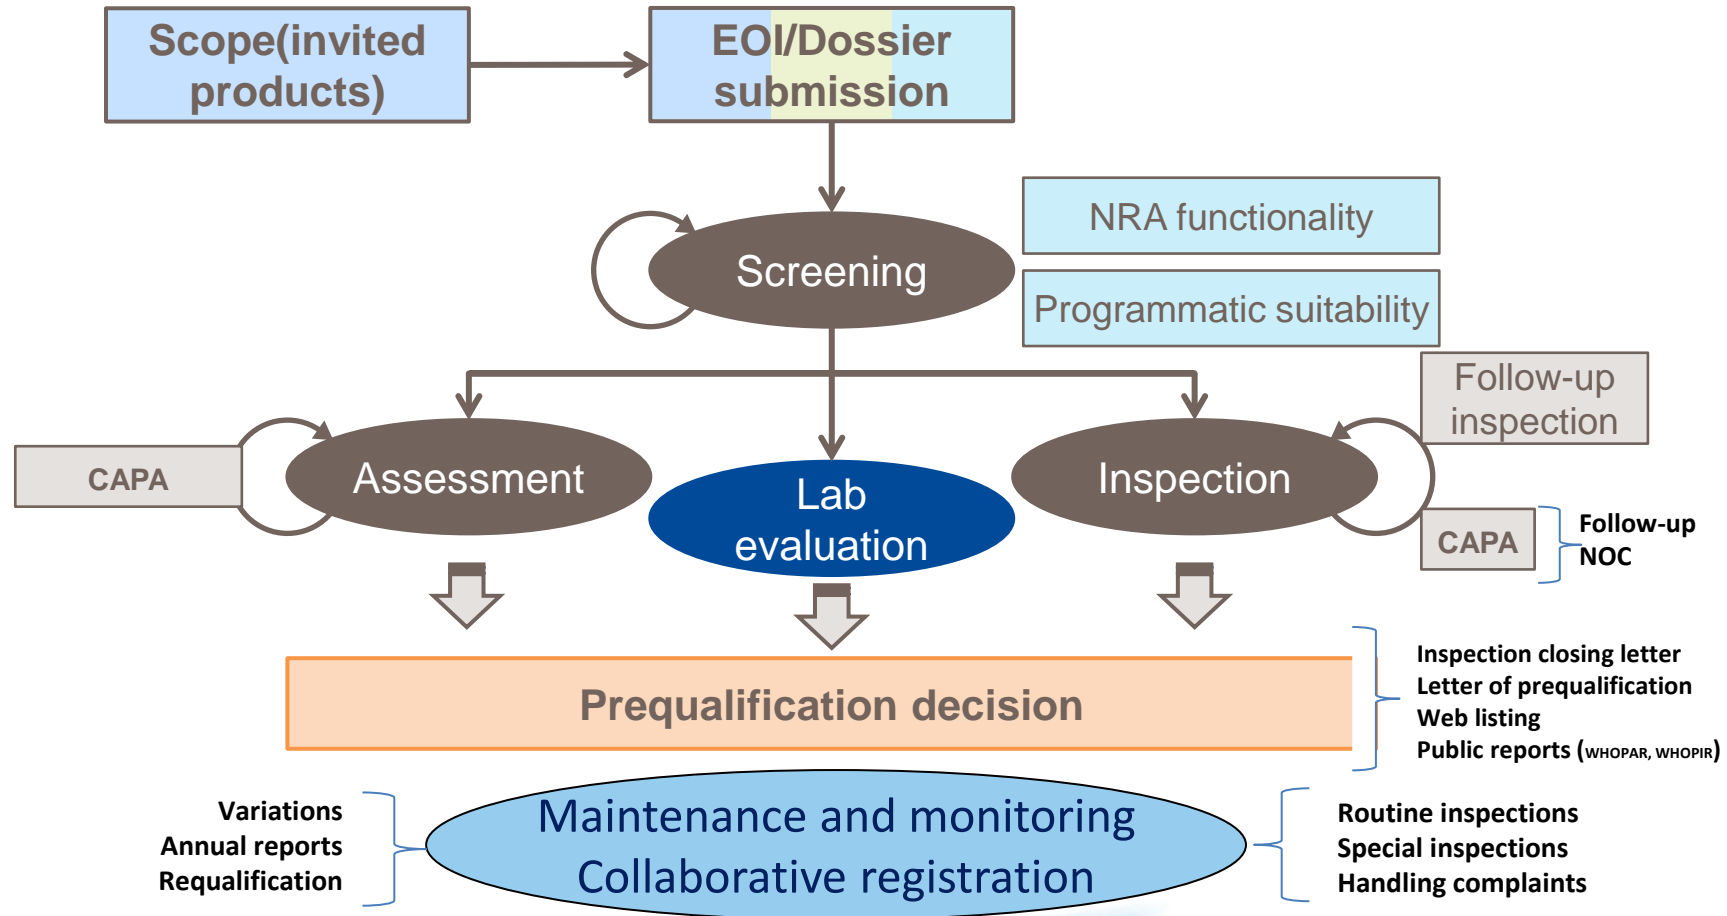 Scope(invited
products)
EOI/Dossier
submission
NRA functionality
Screening
Programmatic suitability
Follow-up
inspection
CAPA
Assessment
Lab
evaluation
Inspection
CAPA
Follow-up
NOC
Prequalification decision
Inspection closing letter
Letter of prequalification
Web listing
Public reports (WHOPAR, WHOPIR)
Variations
Annual reports
Requalification
Maintenance and monitoring
Collaborative registration
Routine inspections
Special inspections
Handling complaints